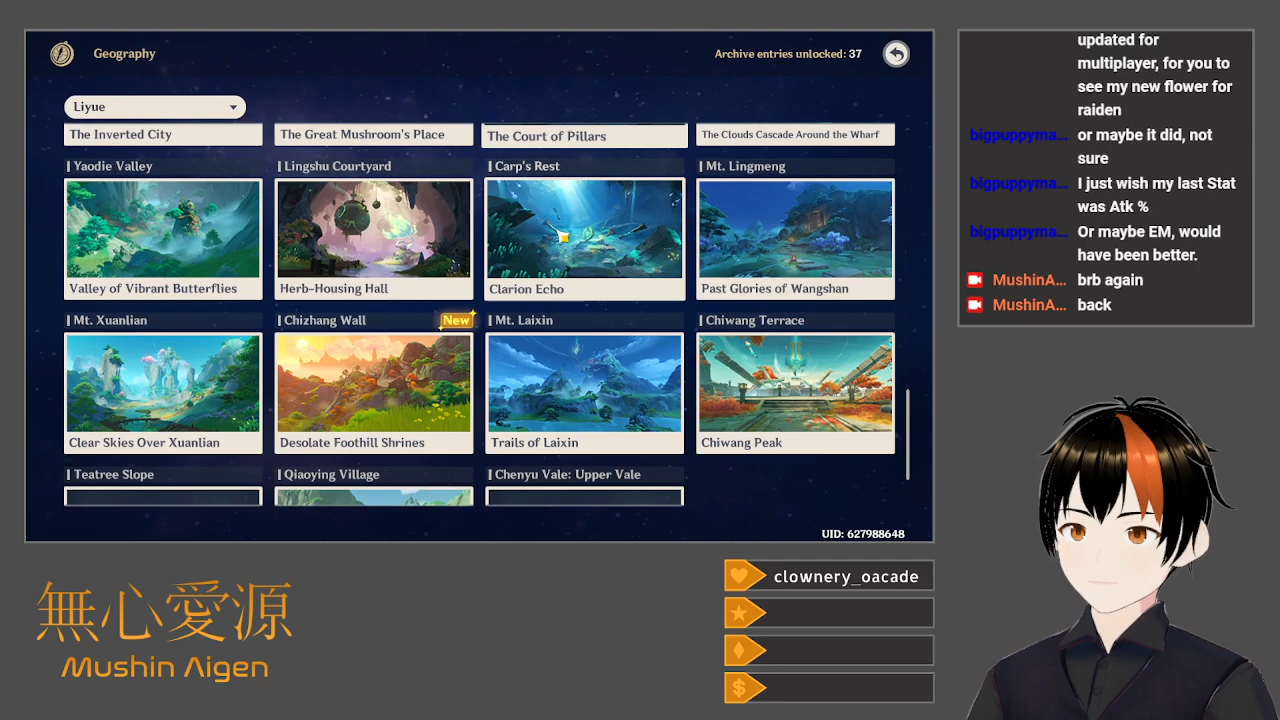 Geography
Archive entries unlocked: 37
Liyue
The Inverted City
The Great Mushroom's Place
The Court of Pillars
The Clouds Cascade Around the Wharf
Yaodie Valley
Lingshu Courtyard
Carp's Rest
Mt. Lingmeng
Valley of Vibrant Butterflies
Herb-Housing Hall
Clarion Echo
Past Glories of Wangshan
Mt. Xuanlian
Chizhang Wall
New
Mt. Laixin
Chiwang Terrace
Clear Skies Over Xuanlian
Desolate Foothill Shrines
Trails of Laixin
Chiwang Peak
Teatree Slope
Qiaoying Village
Chenyu Vale: Upper Vale
UID: 627988648
updated for
multiplayer, for you to
see my new flower for
raiden
bigpuppyma... or maybe it did, not
sure
bigpuppyma... I just wish my last Stat
was Atk %
bigpuppyma... Or maybe EM, would
have been better.
MushinA... brb again
MushinA... back
無心愛源
Mushin Aigen
clownery_oacade
$